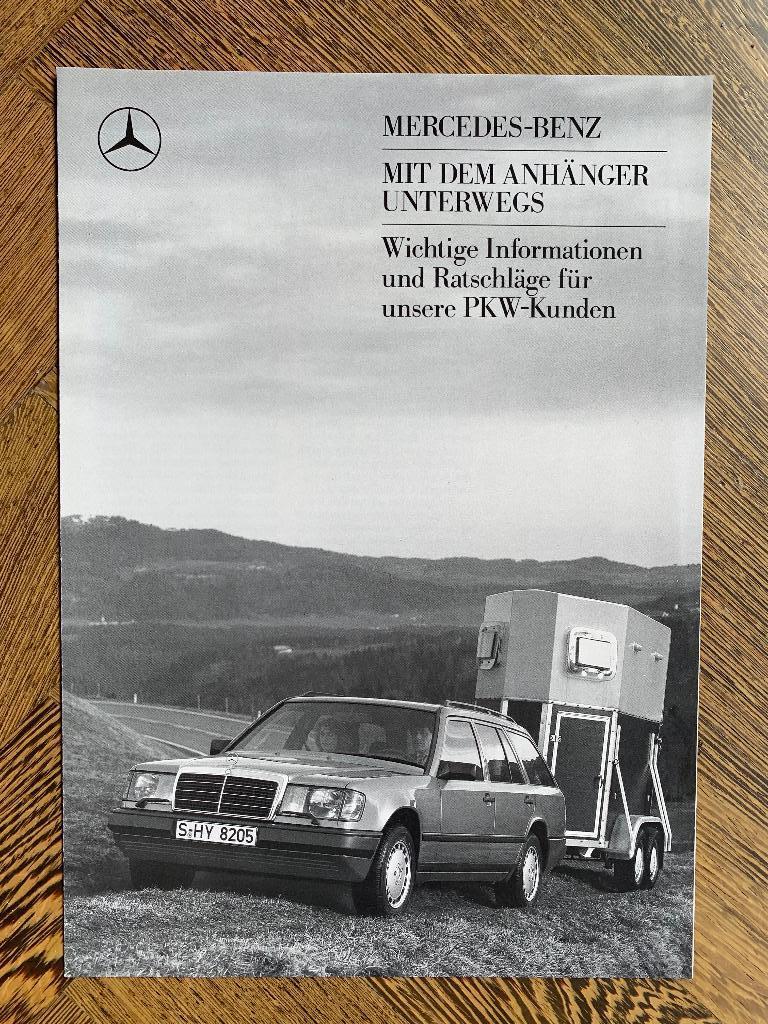 MERCEDES-BENZ
MIT DEM ANHÄNGER
UNTERWEGS
Wichtige Informationen
und Ratschläge für
unsere PKW-Kunden
S-HY 8205